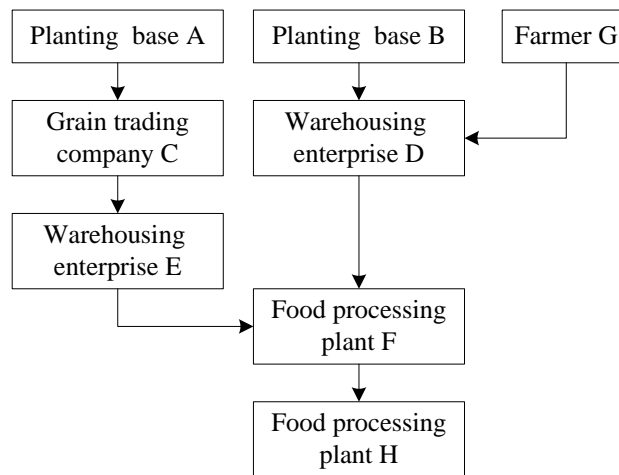 Planting base A
Planting base B
Farmer G
Grain trading
company C
Warehousing
enterprise D
Warehousing
enterprise E
Food processing
plant F
Food processing
plant H